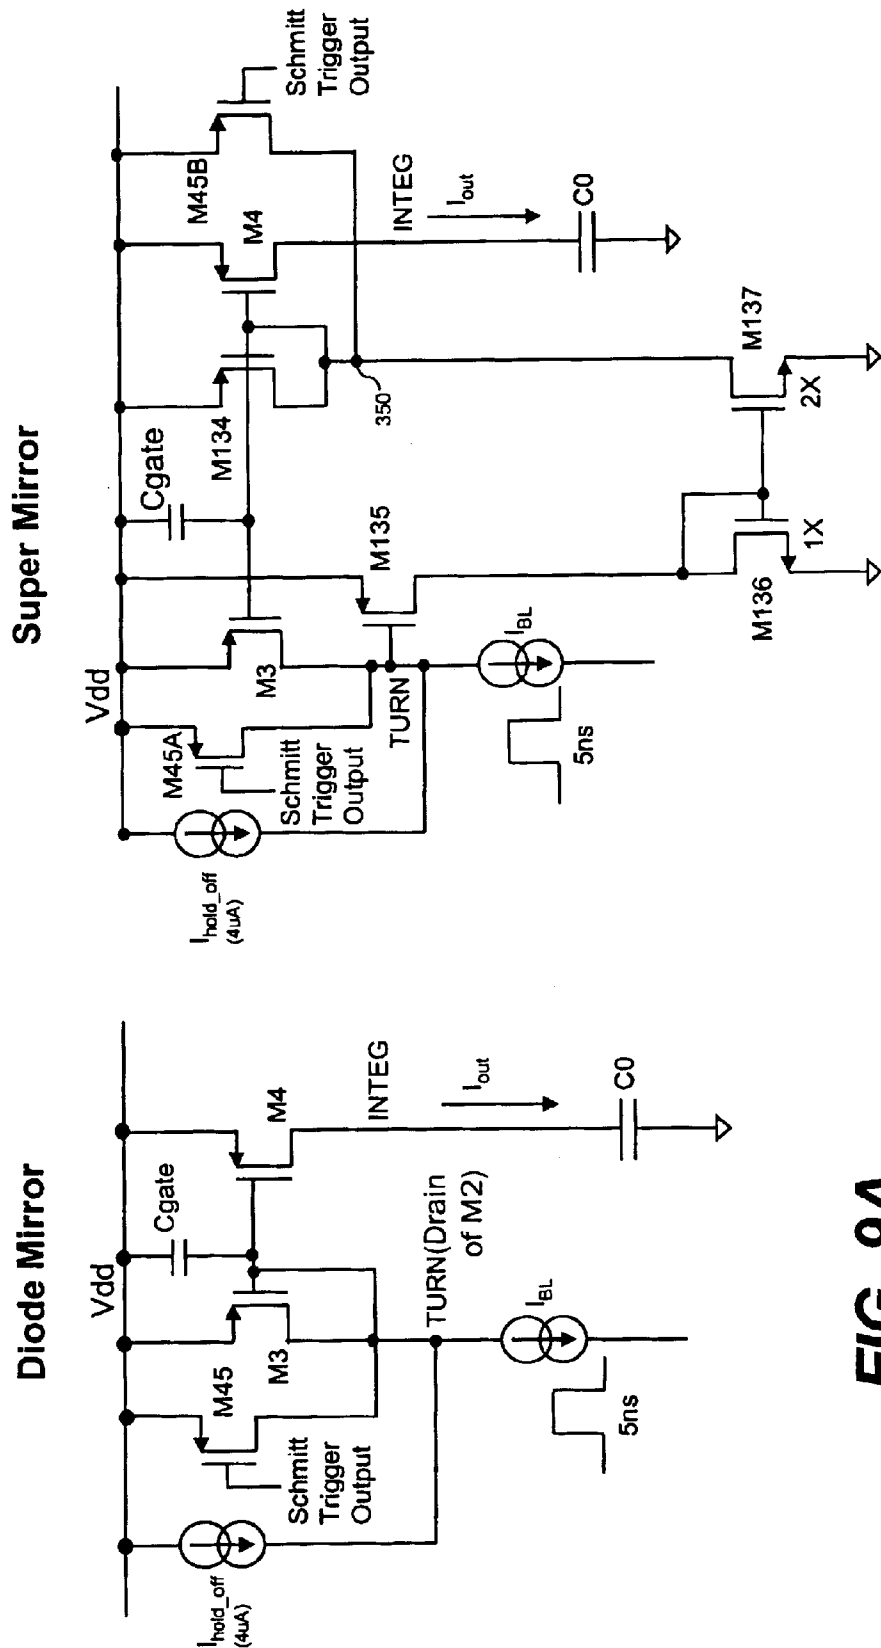 Diode Mirror
Vdd
Cgate
M45
M3
M4
Schmitt
Trigger
Output
Ihold_off
(4uA)
TURN(Drain
of M2)
INTEG
Iout
IBL
5ns
C0
Super Mirror
Vdd
Cgate
M45A
M3
M134
M4
M45B
Schmitt
Trigger
Output
Schmitt
Trigger
Output
Ihold_off
(4uA)
TURN
M135
350
INTEG
Iout
IBL
5ns
C0
M136
1X
2X
M137
FIG. 9A